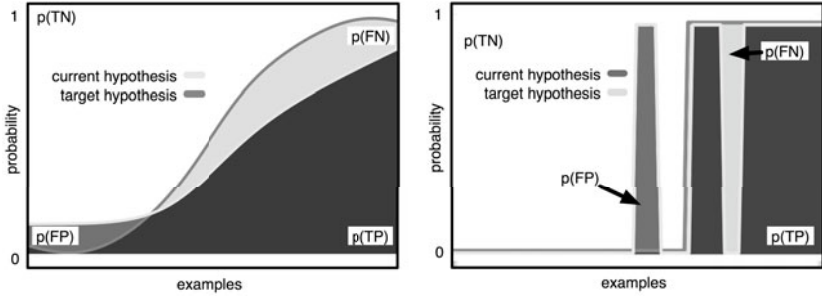 1
p(TN)
p(FN)
current hypothesis
target hypothesis
probability
p(FP)
p(TP)
0
examples
1
p(TN)
p(FN)
current hypothesis
target hypothesis
probability
p(FP)
p(TP)
0
examples